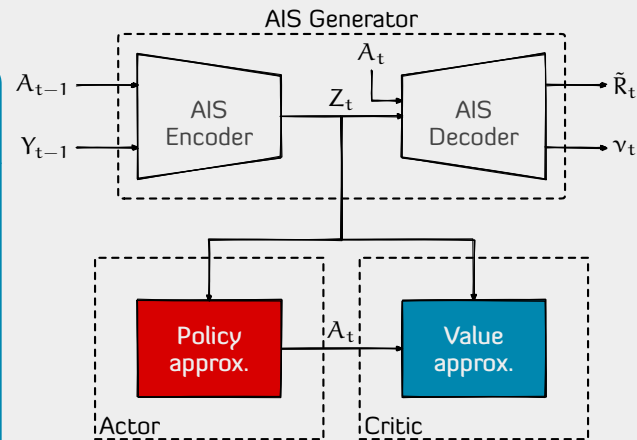 AIS Generator
A_t
A_{t−1}
Y_{t−1}
AIS
Encoder
Z_t
AIS
Decoder
R̃_t
ν_t
Policy
approx.
A_t
Value
approx.
Actor
Critic